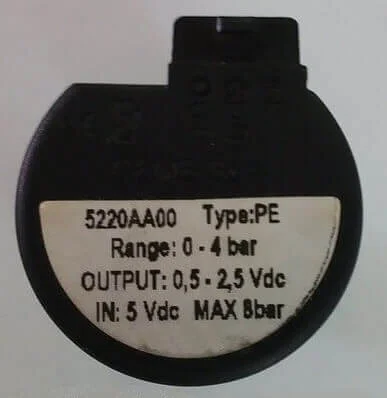 5220AA00 Type:PE
Range: 0 - 4 bar
OUTPUT: 0,5 - 2,5 Vdc
IN: 5 Vdc MAX 8bar